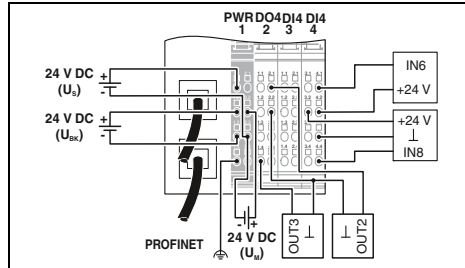 PWR DO4 DI4 DI4
1 2 3 4
24 V DC
(US)
+
-
24 V DC
(UBK)
+
-
IN6
+24 V
+24 V
⊥
IN8
- +
24 V DC
(UM)
PROFINET
OUT3 ⊥
⊥ OUT2